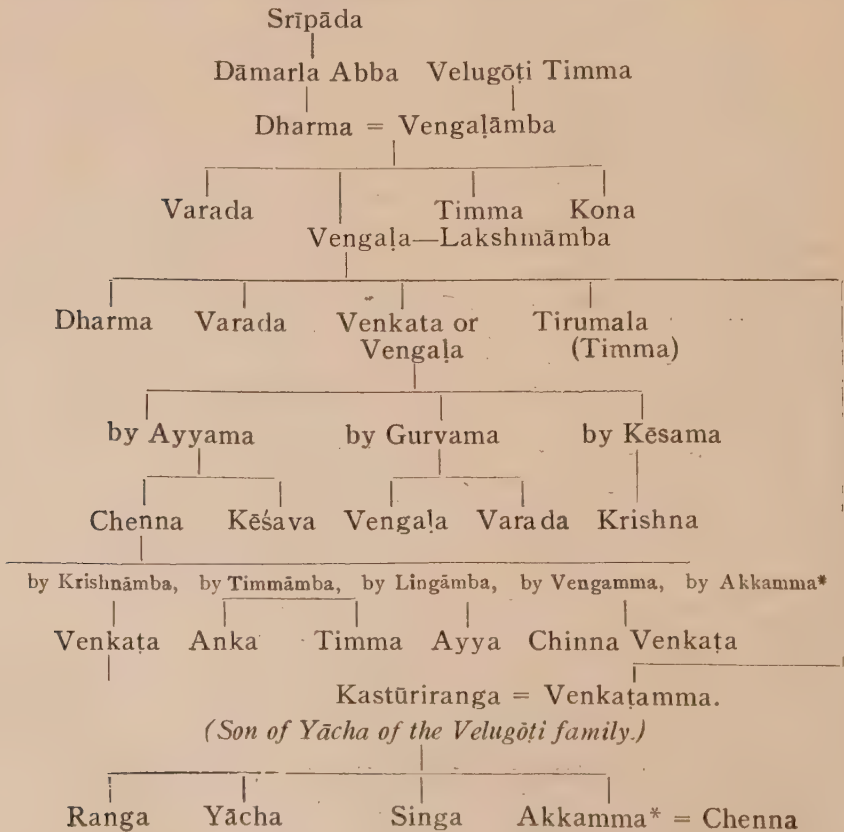 Srīpāda
Dāmarla Abba Velugōṭi Timma
Dharma = Vengaḷāmba
Varada Timma Kona
Vengaḷa—Lakshmāmba
Dharma Varada Venkata or Tirumala
Vengaḷa (Timma)
by Ayyama by Gurvama by Kēsama
Chenna Kēśava Vengaḷa Varada Krishna
by Krishnāmba, by Timmāmba, by Lingāmba, by Vengamma, by Akkamma*
Venkaṭa Anka Timma Ayya Chinna Venkaṭa
Kastūriranga = Venkaṭamma.
(Son of Yācha of the Velugōṭi family.)
Ranga Yācha Singa Akkamma* = Chenna